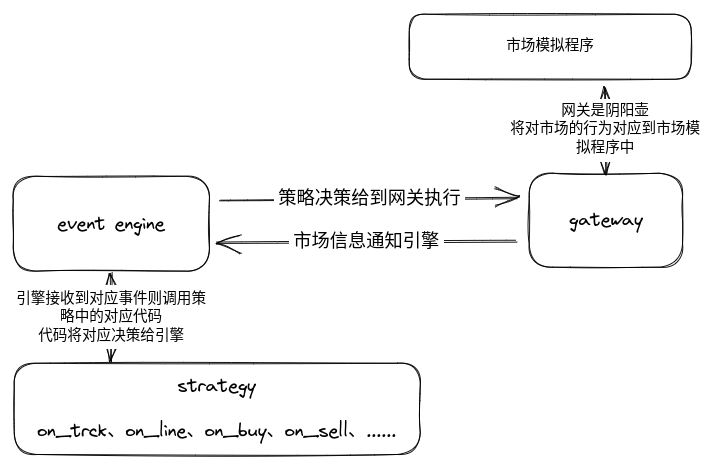 市场模拟程序
网关是阴阳壶
将对市场的行为对应到市场模
拟程序中
event engine
策略决策给到网关执行
市场信息通知引擎
gateway
引擎接收到对应事件则调用策
略中的对应代码
代码将对应决策给引擎
strategy
on_trck、on_line、on_buy、on_sell、......